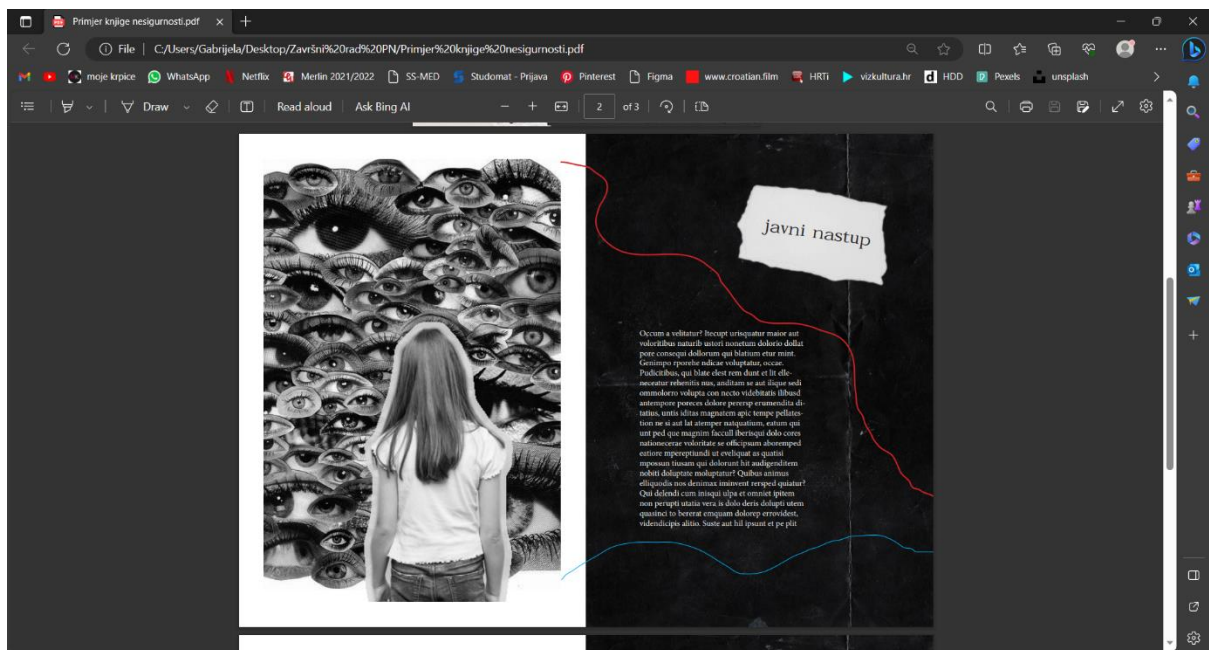 Primjer knjige nesigurnosti.pdf
File C:/Users/Gabrijela/Desktop/Završni%20rad%20PN/Primjer%20knjige%20nesigurnosti.pdf
moje krpice WhatsApp Netflix Merlin 2021/2022 SS-MED Studomat - Prijava Pinterest Figma www.croatian.film HRTi vizkultura.hr HDD Pexels unsplash
Draw Read aloud Ask Bing AI 2 of 3
javni nastup
Occum a velitatur? Itecupt urisquatur maior aut
voloritibus naturib ustori nonetum dolorio dollat
pore consequi dollorum qui blatium etur mint.
Genimpo rporehe ndicae voluptatur, occae.
Pudicitibus, qui blate elest rem dunt et lit elle-
neceatur rehenitis nus, anditam se aut ilique sedi
ommolorro volupta con necto videbitatis ilibusd
antempore poreces dolore perersp erumendita di-
tatius, untis iditas magnatem apic tempe pellates-
tion ne si aut lat atemper natquatium, eatum qui
unt ped que magnim faccull iberisqui dolo cores
nationecerae voloritate se officipsum aboremped
eatiore mpereptiundi ut eveliquat as quatisi
mpossun tiusam qui dolorunt hit audigenditem
nobiti doluptate moluptatur? Quibus animus
elliquodis nos denimax iminvent rersped quiatur?
Qui delendi cum inisqui ulpa et omniet ipitem
non perupti utatia vera is dolo deris dolupti utem
quasinci to bererat emquam dolorep errovidest,
videndicipis alitio. Suste aut hil ipsunt et pe plit